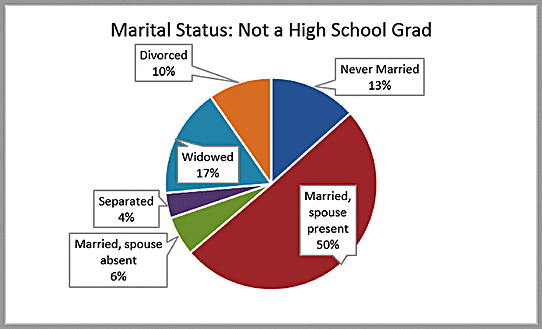 Marital Status: Not a High School Grad
Divorced
10%
Never Married
13%
Widowed
17%
Separated
4%
Married,
spouse
present
50%
Married, spouse
absent
6%